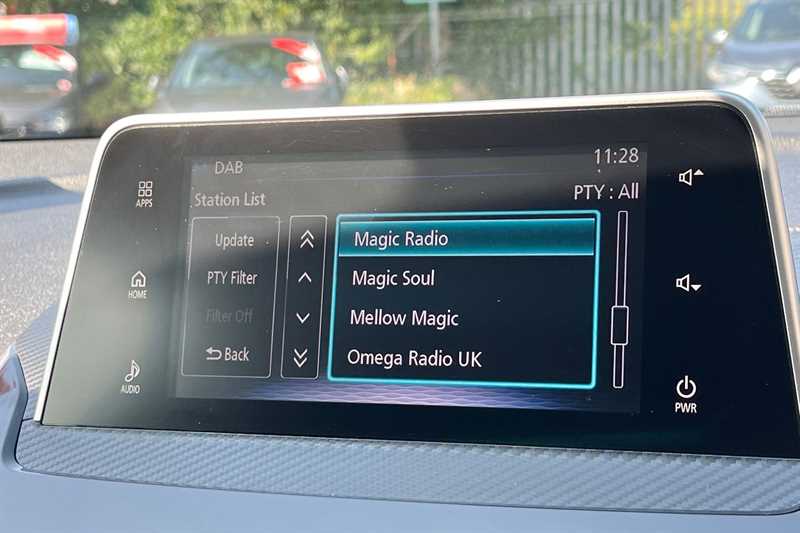 DAB
11:28
Station List
PTY : All
APPS
HOME
AUDIO
Update
PTY Filter
Filter Off
Back
Magic Radio
Magic Soul
Mellow Magic
Omega Radio UK
PWR